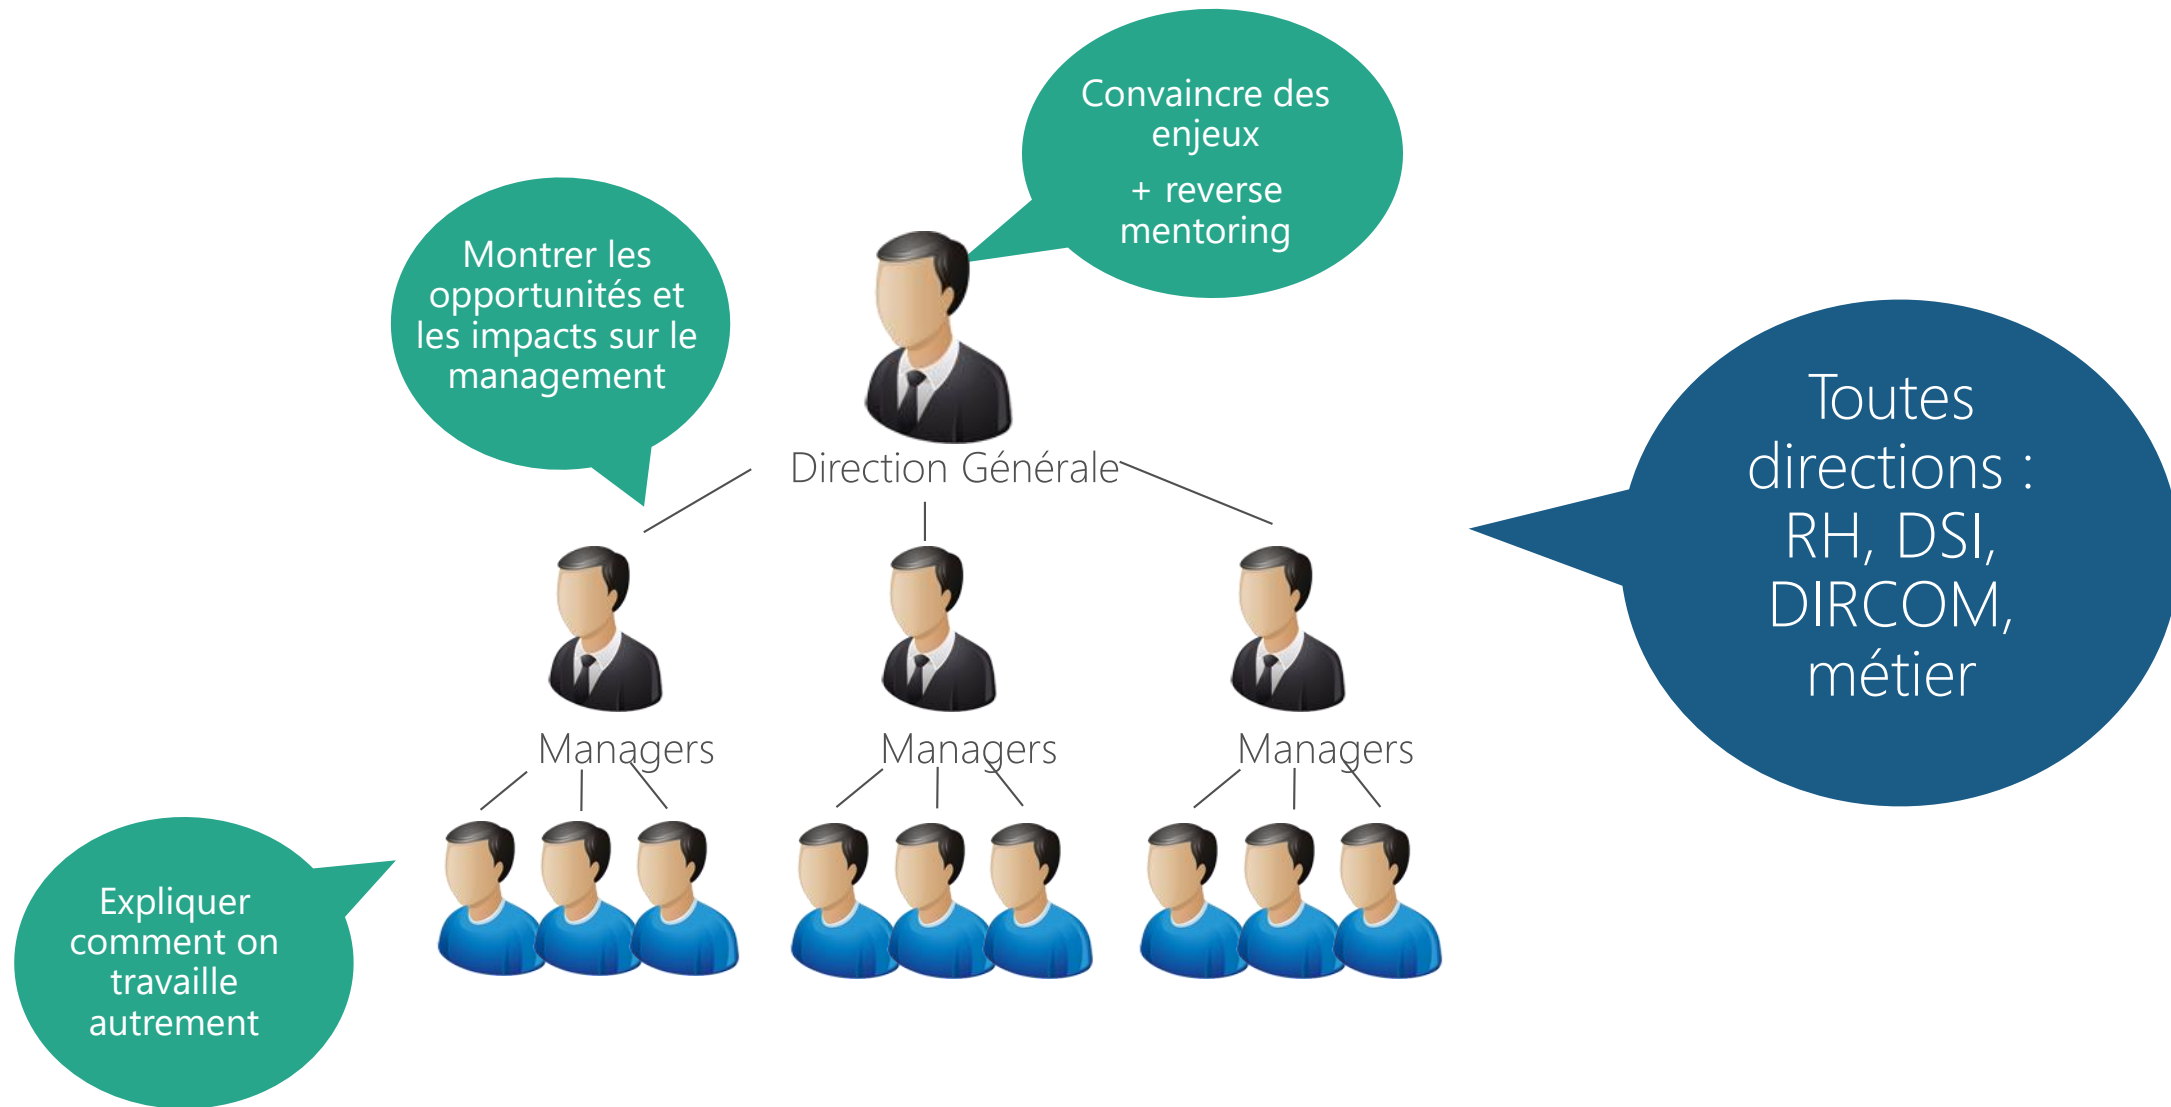 Convaincre des
enjeux
+ reverse
mentoring
Montrer les
opportunités et
les impacts sur le
management
Direction Générale
Toutes
directions :
RH, DSI,
DIRCOM,
métier
Managers
Managers
Managers
Expliquer
comment on
travaille
autrement